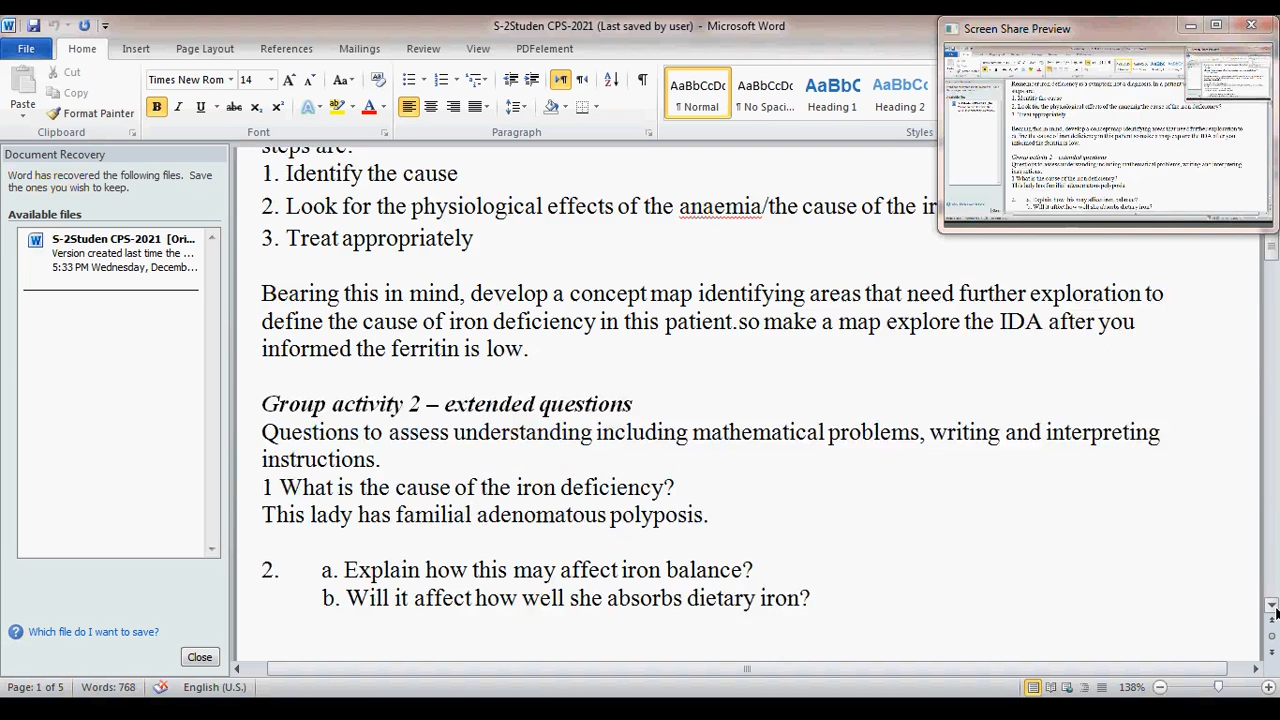 S-2Studen CPS-2021 (Last saved by user) - Microsoft Word
Screen Share Preview
File Home Insert Page Layout References Mailings Review View PDFelement
Cut
Copy
Format Painter
Paste
Clipboard
Times New Rom 14
Font
Paragraph
AaBbCcDc AaBbCcDc AaBbC AaBbCc
¶ Normal ¶ No Spaci... Heading 1 Heading 2
Styles
Document Recovery
Word has recovered the following files. Save
the ones you wish to keep.
Available files
S-2Studen CPS-2021 [Ori...
Version created last time the ...
5:33 PM Wednesday, Decemb...
Which file do I want to save?
Close
steps are:
1. Identify the cause
2. Look for the physiological effects of the anaemia/the cause of the ir
3. Treat appropriately
Bearing this in mind, develop a concept map identifying areas that need further exploration to
define the cause of iron deficiency in this patient.so make a map explore the IDA after you
informed the ferritin is low.
Group activity 2 – extended questions
Questions to assess understanding including mathematical problems, writing and interpreting
instructions.
1 What is the cause of the iron deficiency?
This lady has familial adenomatous polyposis.
2. a. Explain how this may affect iron balance?
b. Will it affect how well she absorbs dietary iron?
Page: 1 of 5 Words: 768 English (U.S.) 138%